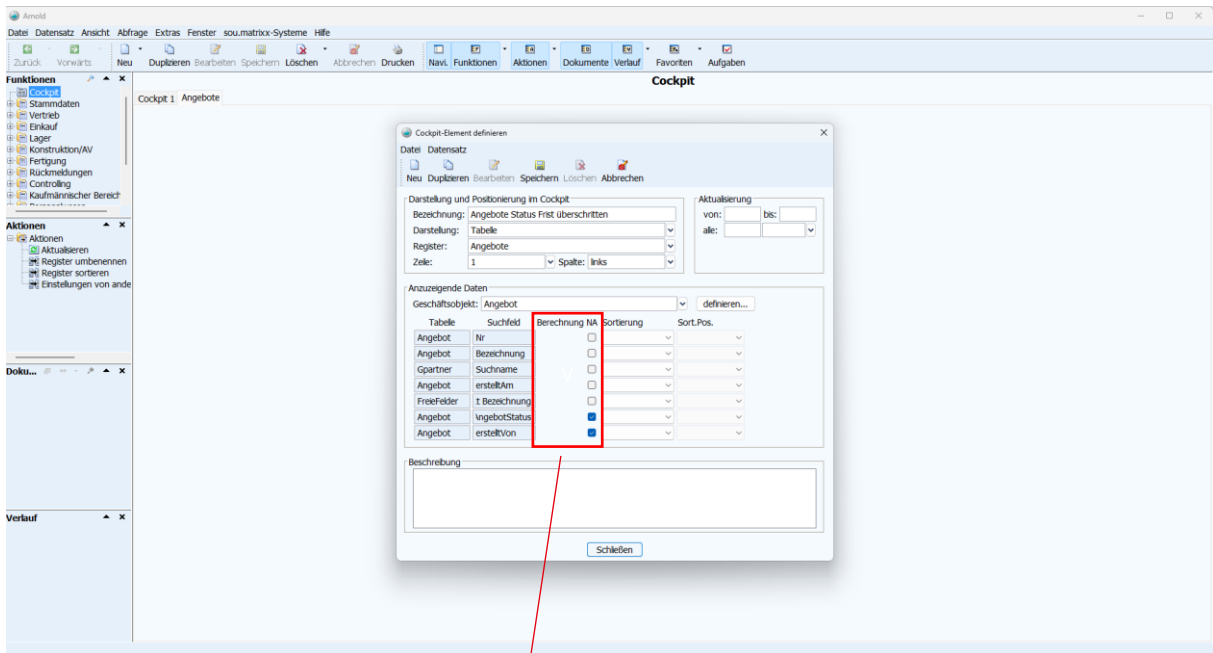 Arnold
Datei Datensatz Ansicht Abfrage Extras Fenster sou.matrixx-Systeme Hilfe
Zurück Vorwärts Neu Duplizieren Bearbeiten Speichern Löschen Abbrechen Drucken Navi. Funktionen Aktionen Dokumente Verlauf Favoriten Aufgaben
Funktionen
Cockpit
Cockpit
Stammdaten
Vertrieb
Einkauf
Lager
Konstruktion/AV
Fertigung
Rückmeldungen
Controlling
Kaufmännischer Bereich
Cockpit 1 Angebote
Aktionen
Aktionen
Aktualisieren
Register umbenennen
Register sortieren
Einstellungen von ande
Doku...
Verlauf
Cockpit-Element definieren
Datei Datensatz
Neu Duplizieren Bearbeiten Speichern Löschen Abbrechen
Darstellung und Positionierung im Cockpit
Bezeichnung: Angebote Status Frist überschritten
Darstellung: Tabelle
Register: Angebote
Zeile: 1 Spalte: links
Aktualisierung
von: bis:
alle:
Anzuzeigende Daten
Geschäftsobjekt: Angebot definieren...
Tabelle Suchfeld Berechnung NA Sortierung Sort.Pos.
Angebot Nr
Angebot Bezeichnung
Gpartner Suchname
Angebot erstelltAm
FreieFelder t Bezeichnung
Angebot ngebotStatus
Angebot erstelltVon
Beschreibung
Schließen